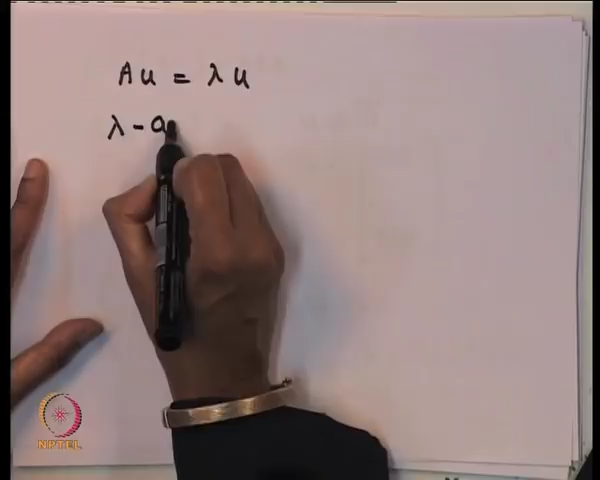 Au = λu
λ - a
NPTEL